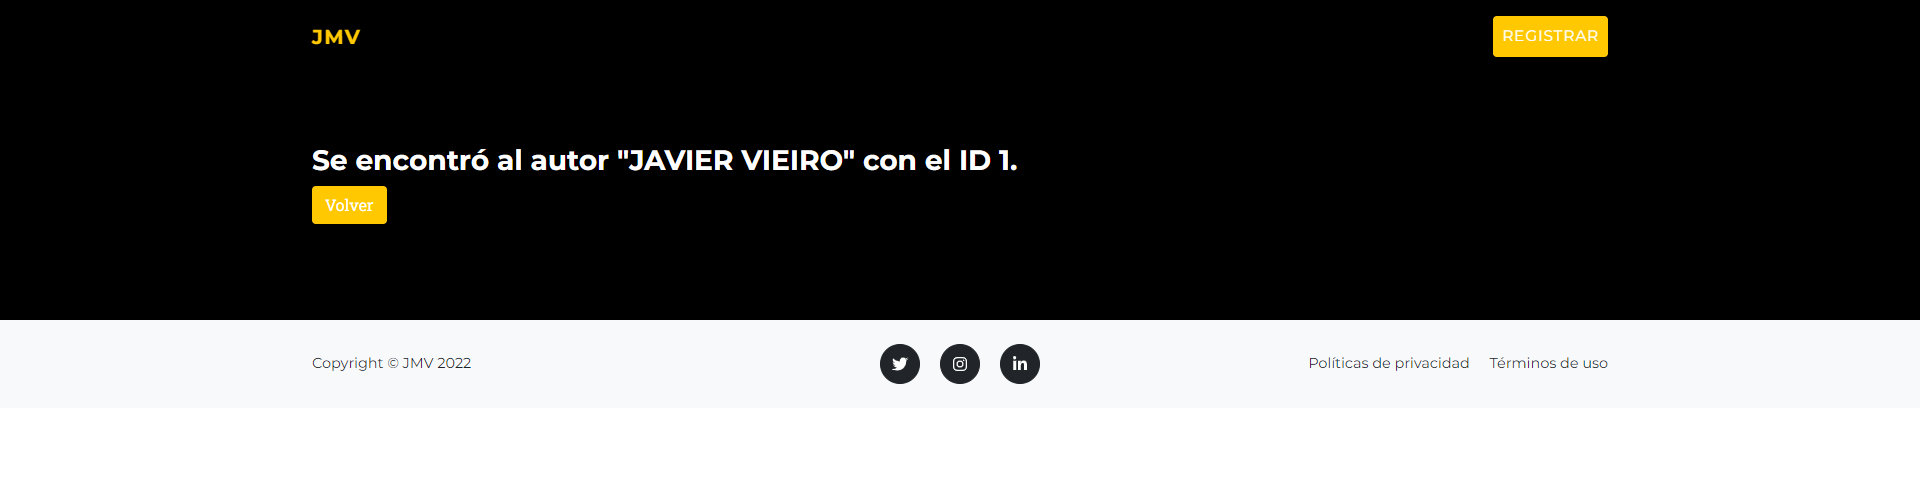 JMV
REGISTRAR
Se encontró al autor "JAVIER VIEIRO" con el ID 1.
Volver
Copyright © JMV 2022
Políticas de privacidad
Términos de uso